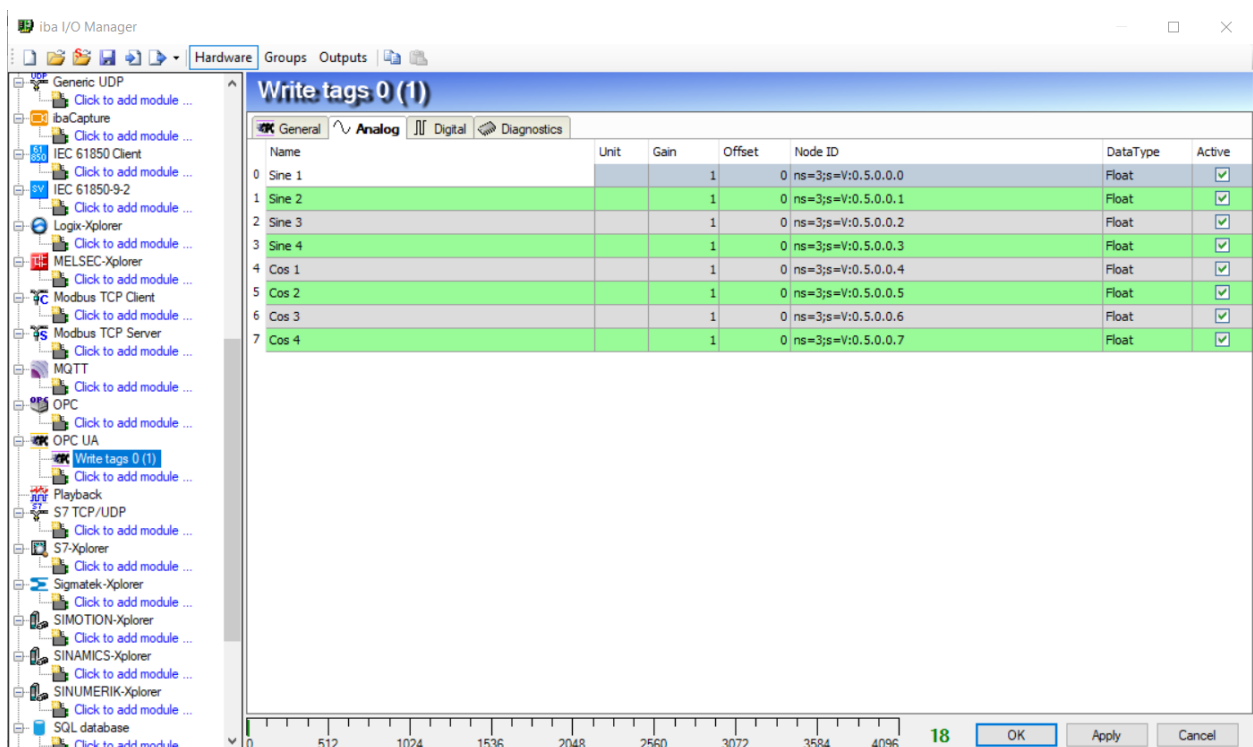 iba I/O Manager
Hardware Groups Outputs
Generic UDP
Click to add module ...
ibaCapture
Click to add module ...
61 850 IEC 61850 Client
Click to add module ...
SV IEC 61850-9-2
Click to add module ...
Logix-Xplorer
Click to add module ...
MELSEC-Xplorer
Click to add module ...
Modbus TCP Client
Click to add module ...
Modbus TCP Server
Click to add module ...
MQTT
Click to add module ...
OPC
Click to add module ...
OPC UA
Write tags 0 (1)
Click to add module ...
Playback
S7 TCP/UDP
Click to add module ...
S7-Xplorer
Click to add module ...
Sigmatek-Xplorer
Click to add module ...
SIMOTION-Xplorer
Click to add module ...
SINAMICS-Xplorer
Click to add module ...
SINUMERIK-Xplorer
Click to add module ...
SQL database
Click to add module ...
Write tags 0 (1)
General Analog Digital Diagnostics
Name Unit Gain Offset Node ID DataType Active
0 Sine 1 1 0 ns=3;s=V:0.5.0.0.0 Float
1 Sine 2 1 0 ns=3;s=V:0.5.0.0.1 Float
2 Sine 3 1 0 ns=3;s=V:0.5.0.0.2 Float
3 Sine 4 1 0 ns=3;s=V:0.5.0.0.3 Float
4 Cos 1 1 0 ns=3;s=V:0.5.0.0.4 Float
5 Cos 2 1 0 ns=3;s=V:0.5.0.0.5 Float
6 Cos 3 1 0 ns=3;s=V:0.5.0.0.6 Float
7 Cos 4 1 0 ns=3;s=V:0.5.0.0.7 Float
0 512 1024 1536 2048 2560 3072 3584 4096 18 OK Apply Cancel